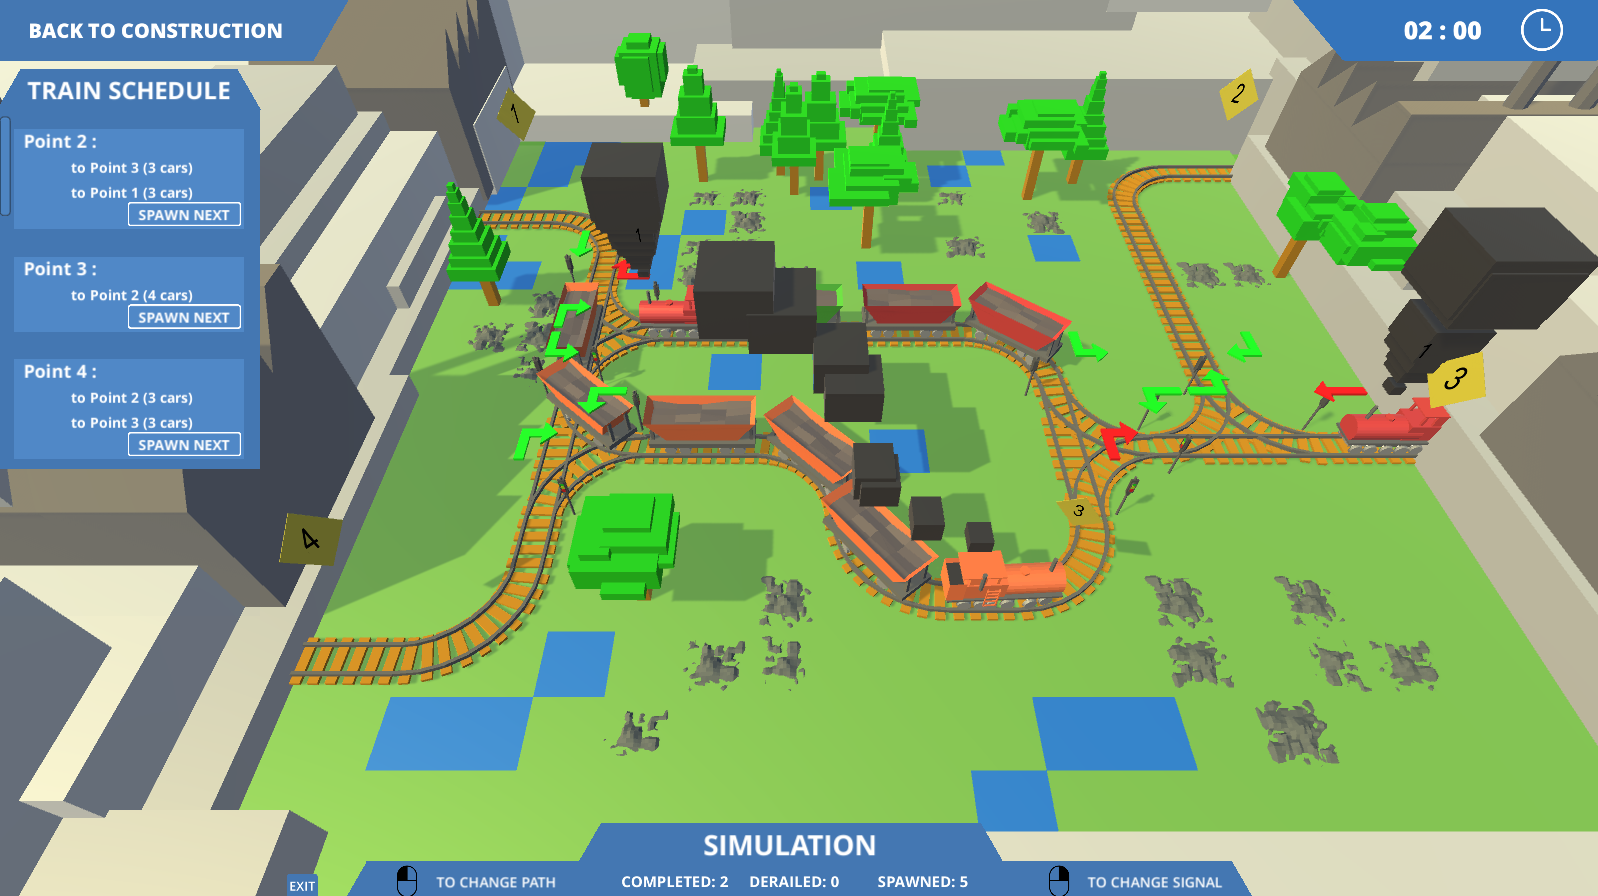 BACK TO CONSTRUCTION
02 : 00
TRAIN SCHEDULE
Point 2 :
to Point 3 (3 cars)
to Point 1 (3 cars)
SPAWN NEXT
Point 3 :
to Point 2 (4 cars)
SPAWN NEXT
Point 4 :
to Point 2 (3 cars)
to Point 3 (3 cars)
SPAWN NEXT
1
2
1
1
3
3
4
SIMULATION
EXIT
TO CHANGE PATH
COMPLETED: 2
DERAILED: 0
SPAWNED: 5
TO CHANGE SIGNAL